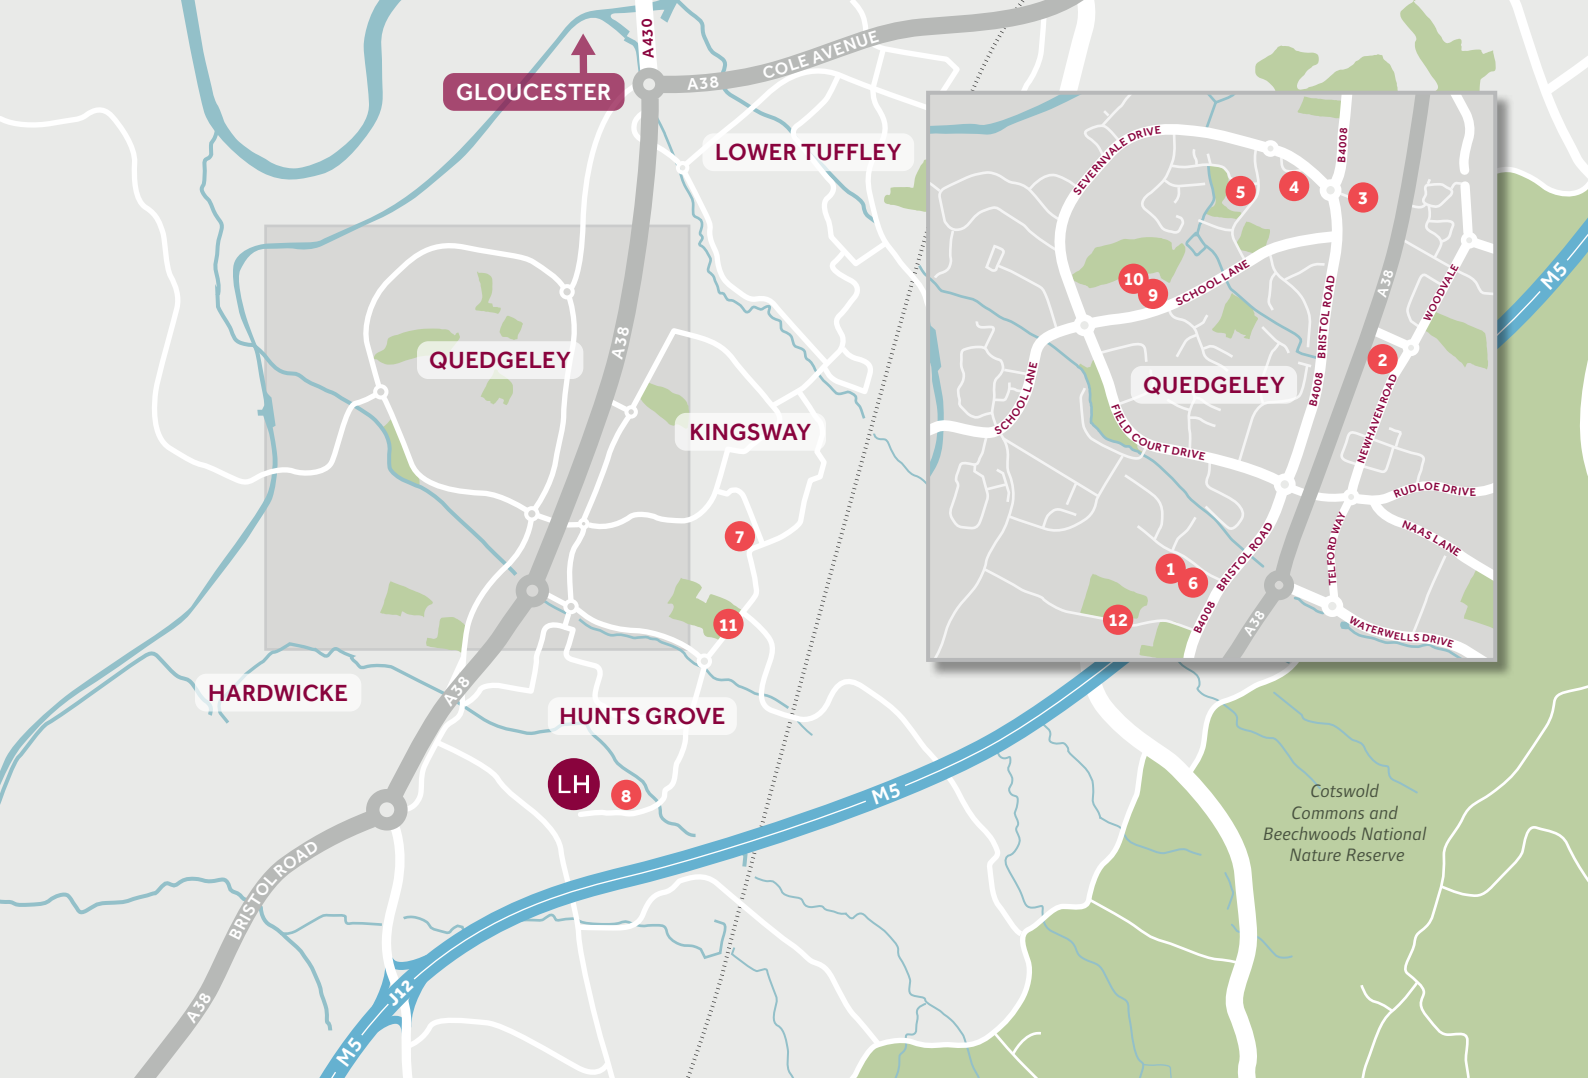 A430
GLOUCESTER
A38
COLE AVENUE
LOWER TUFFLEY
A38
QUEDGELEY
KINGSWAY
7
11
HARDWICKE
A38
HUNTS GROVE
LH
8
M5
BRISTOL ROAD
A38
J12
M5
M5
Cotswold
Commons and
Beechwoods National
Nature Reserve
SEVERNVALE DRIVE
B4008
5
4
3
10
9
SCHOOL LANE
A38
WOODVALE
B4008
BRISTOL ROAD
2
SCHOOL LANE
QUEDGELEY
NEWHAVEN ROAD
FIELD COURT DRIVE
RUDLOE DRIVE
NAAS LANE
TELFORD WAY
1
6
BRISTOL ROAD
B4008
12
A38
WATERWELLS DRIVE